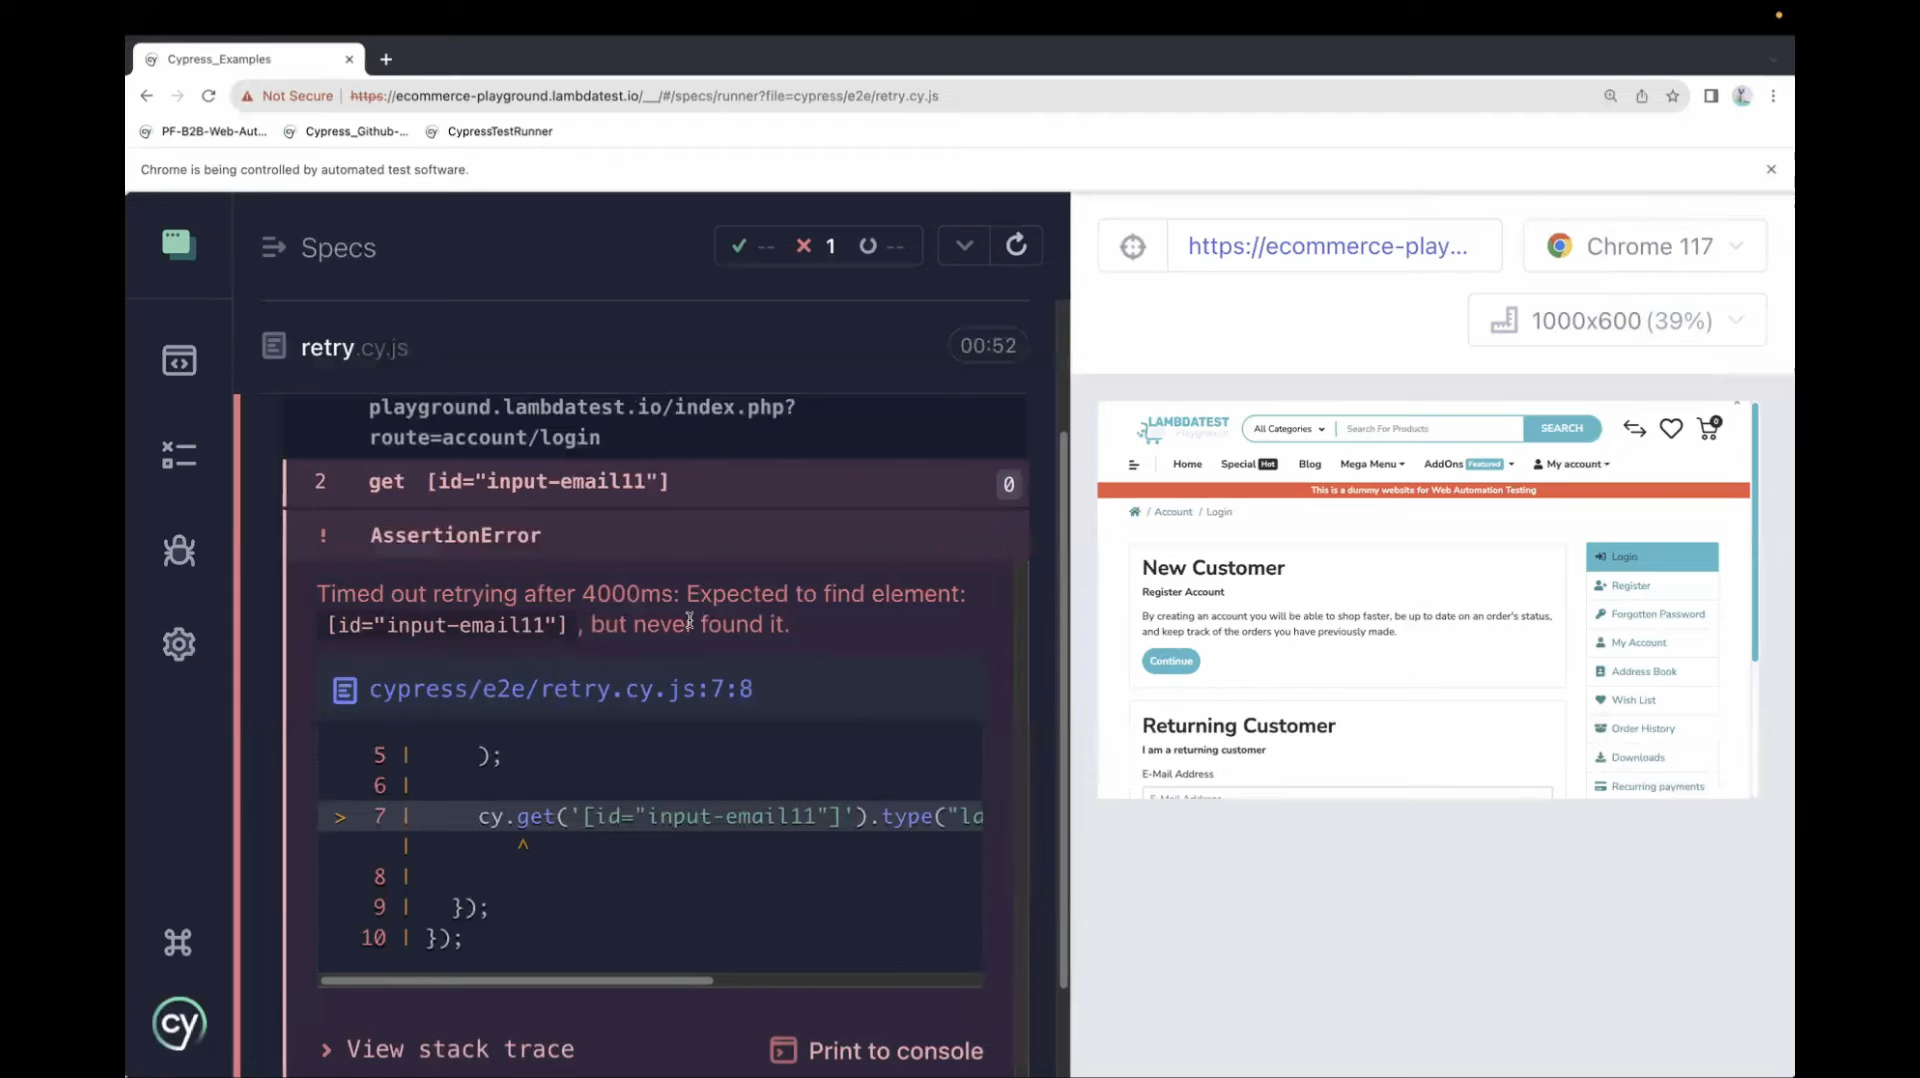 Cypress_Examples
Not Secure https://ecommerce-playground.lambdatest.io/__/#/specs/runner?file=cypress/e2e/retry.cy.js
PF-B2B-Web-Aut... Cypress_Github-... CypressTestRunner
Chrome is being controlled by automated test software.
Specs
-- 1 --
retry.cy.js
00:52
playground.lambdatest.io/index.php?
route=account/login
2 get [id="input-email11"] 0
! AssertionError
Timed out retrying after 4000ms: Expected to find element:
[id="input-email11"] , but never found it.
cypress/e2e/retry.cy.js:7:8
5 | );
6 |
> 7 | cy.get('[id="input-email11"]').type("la
| ^
8 |
9 | });
10 | });
> View stack trace
Print to console
cy
https://ecommerce-play...
Chrome 117
1000x600 (39%)
LAMBDATEST
Playground
All Categories
Search For Products
SEARCH
0
Home
Special Hot
Blog
Mega Menu
AddOns Featured
My account
This is a dummy website for Web Automation Testing
/ Account / Login
New Customer
Register Account
By creating an account you will be able to shop faster, be up to date on an order's status,
and keep track of the orders you have previously made.
Continue
Returning Customer
I am a returning customer
E-Mail Address
E-Mail Address
Login
Register
Forgotten Password
My Account
Address Book
Wish List
Order History
Downloads
Recurring payments